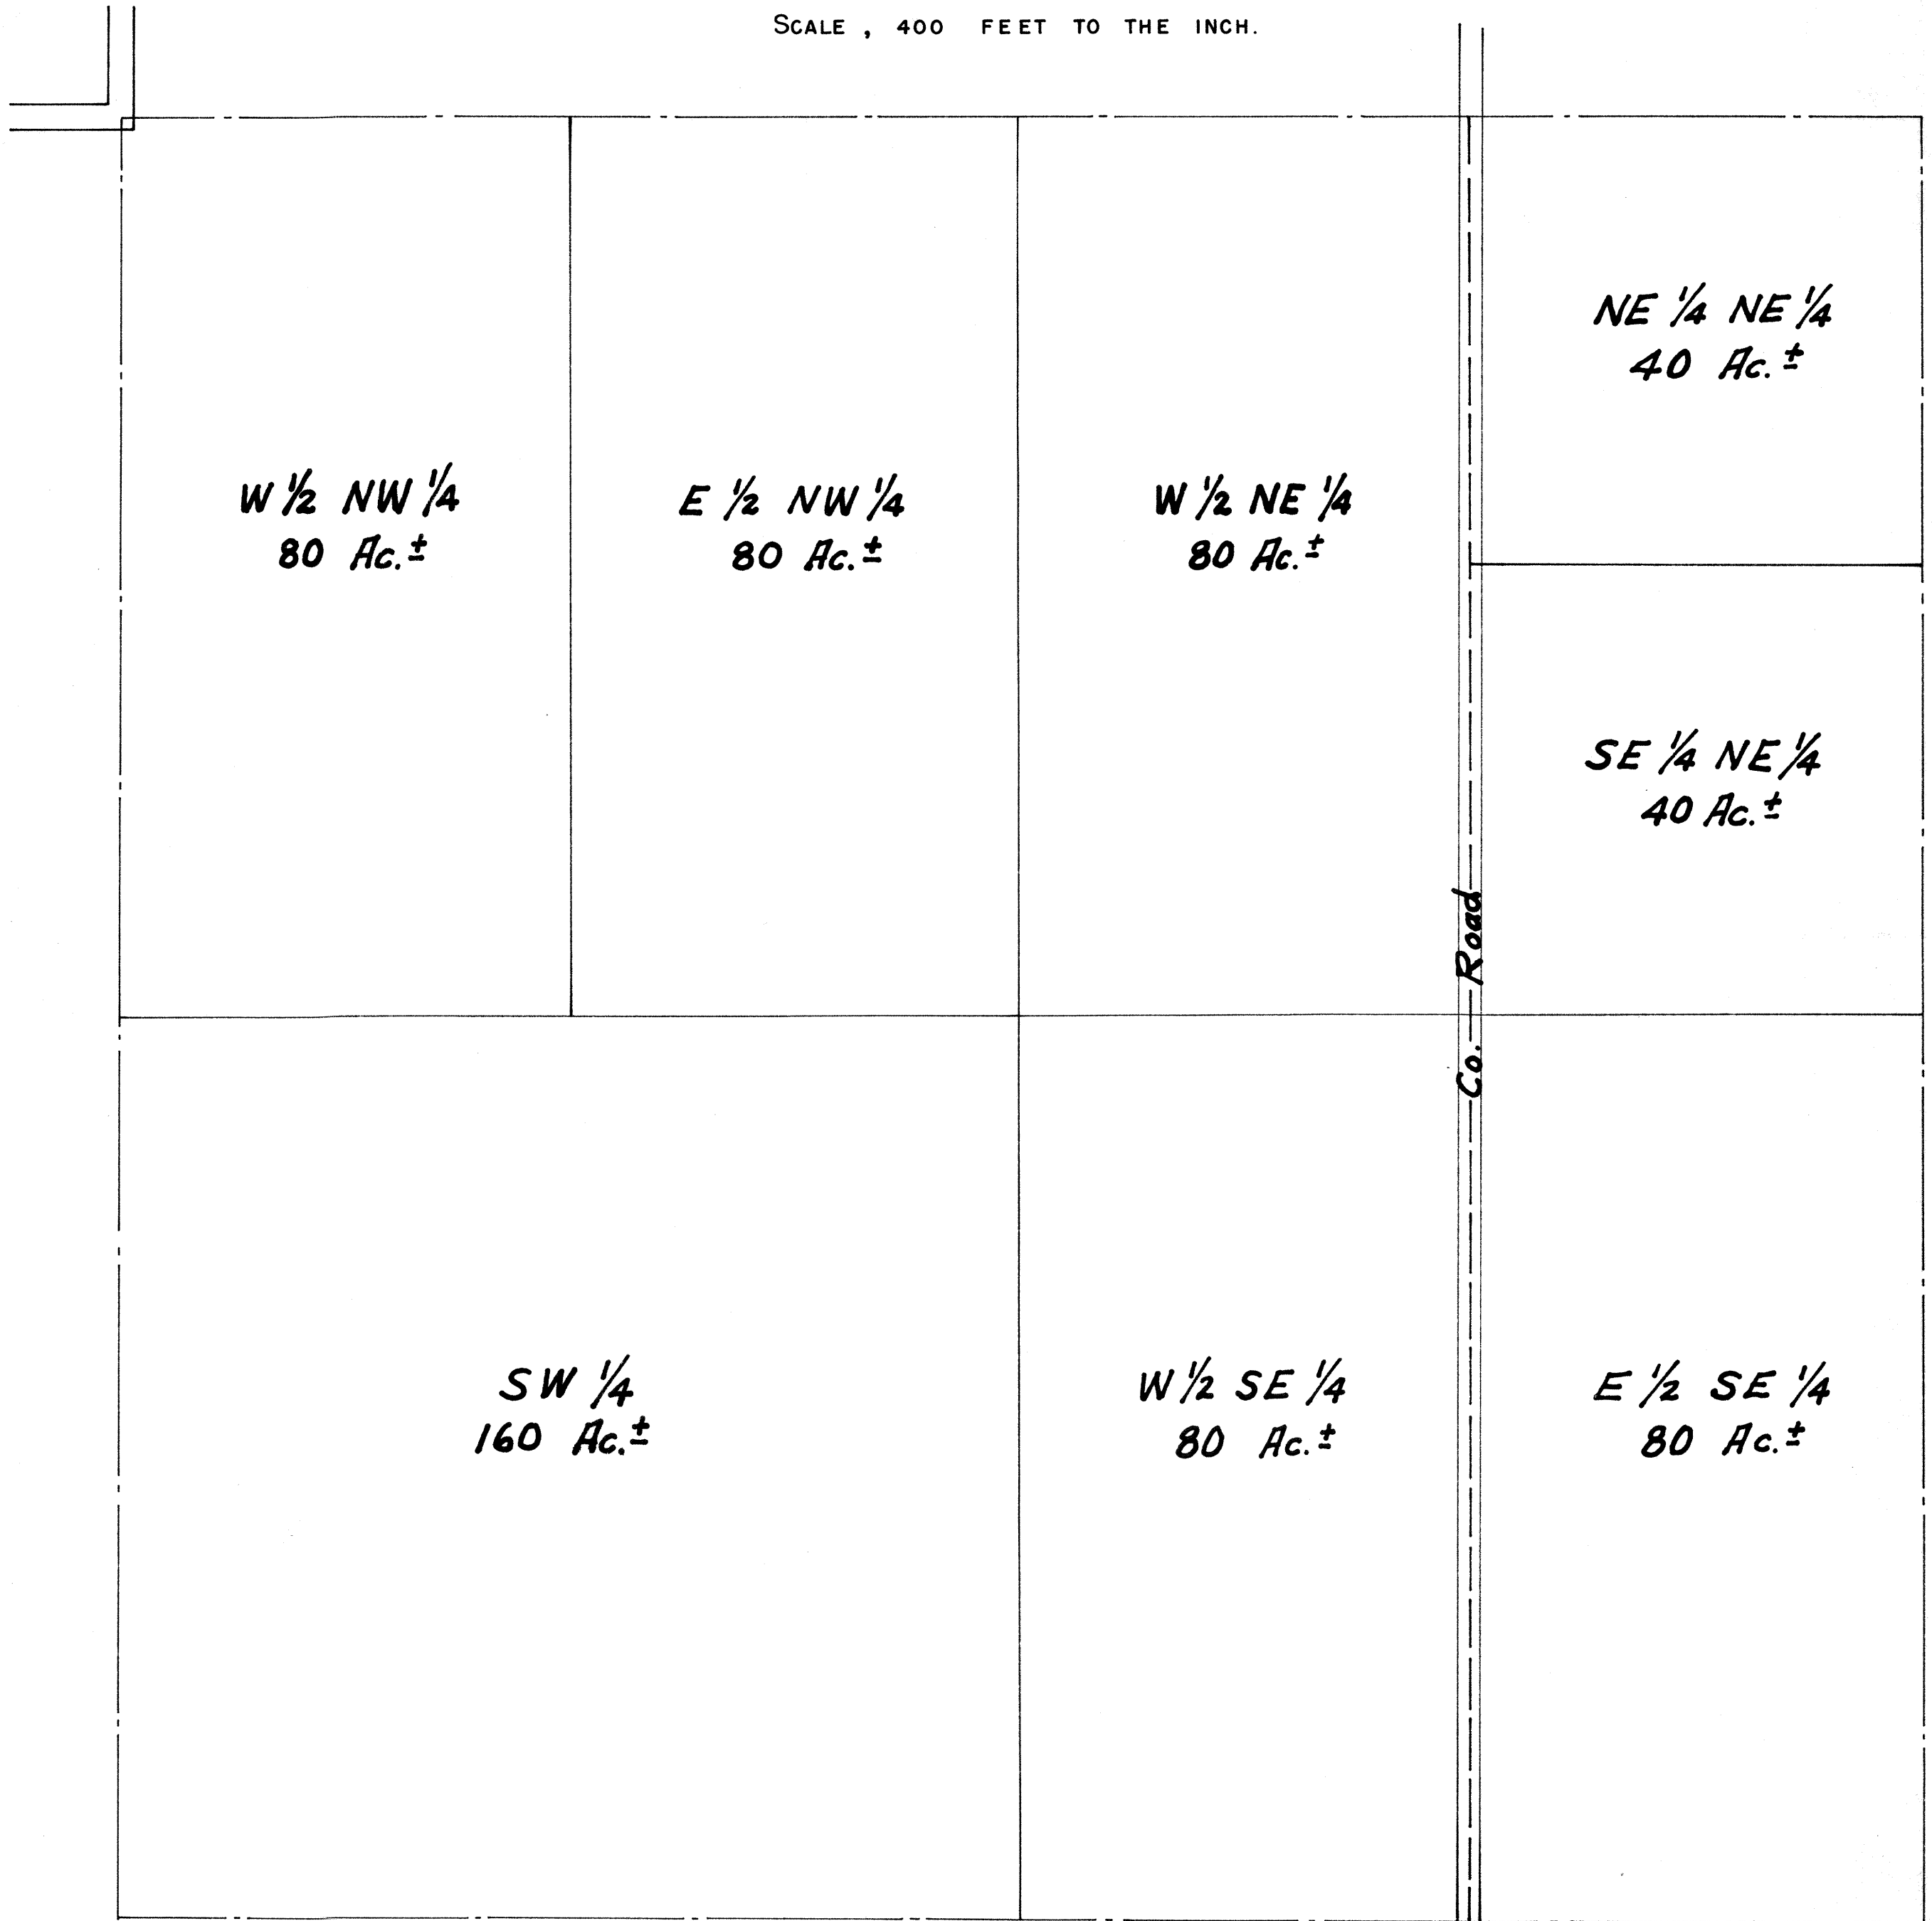 SCALE , 400 FEET TO THE INCH.
NE 1/4 NE 1/4
40 Ac.±
W 1/2 NW 1/4
80 Ac.±
E 1/2 NW 1/4
80 Ac.±
W 1/2 NE 1/4
80 Ac.±
SE 1/4 NE 1/4
40 Ac.±
Co. Road
SW 1/4
160 Ac.±
W 1/2 SE 1/4
80 Ac.±
E 1/2 SE 1/4
80 Ac.±